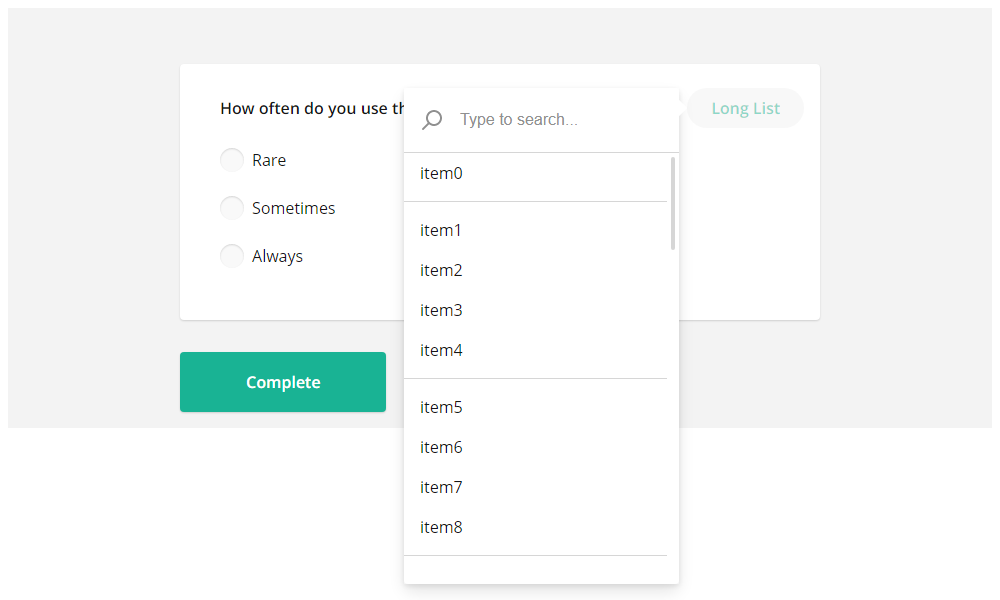 How often do you use th
Rare
Sometimes
Always
Complete
Type to search...
item0
item1
item2
item3
item4
item5
item6
item7
item8
Long List